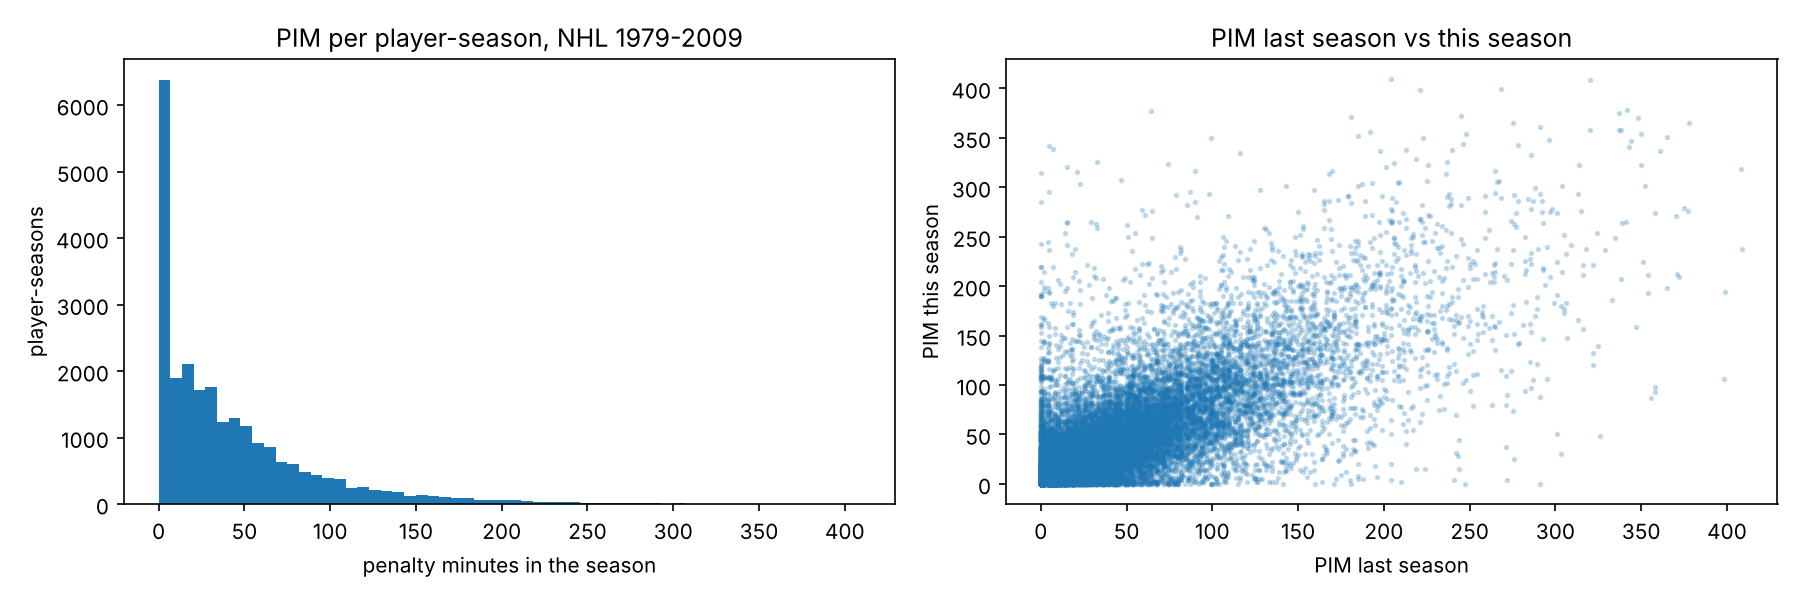 PIM per player-season, NHL 1979-2009
player-seasons
6000
5000
4000
3000
2000
1000
0
0 50 100 150 200 250 300 350 400
penalty minutes in the season
PIM last season vs this season
PIM this season
400
350
300
250
200
150
100
50
0
0 50 100 150 200 250 300 350 400
PIM last season